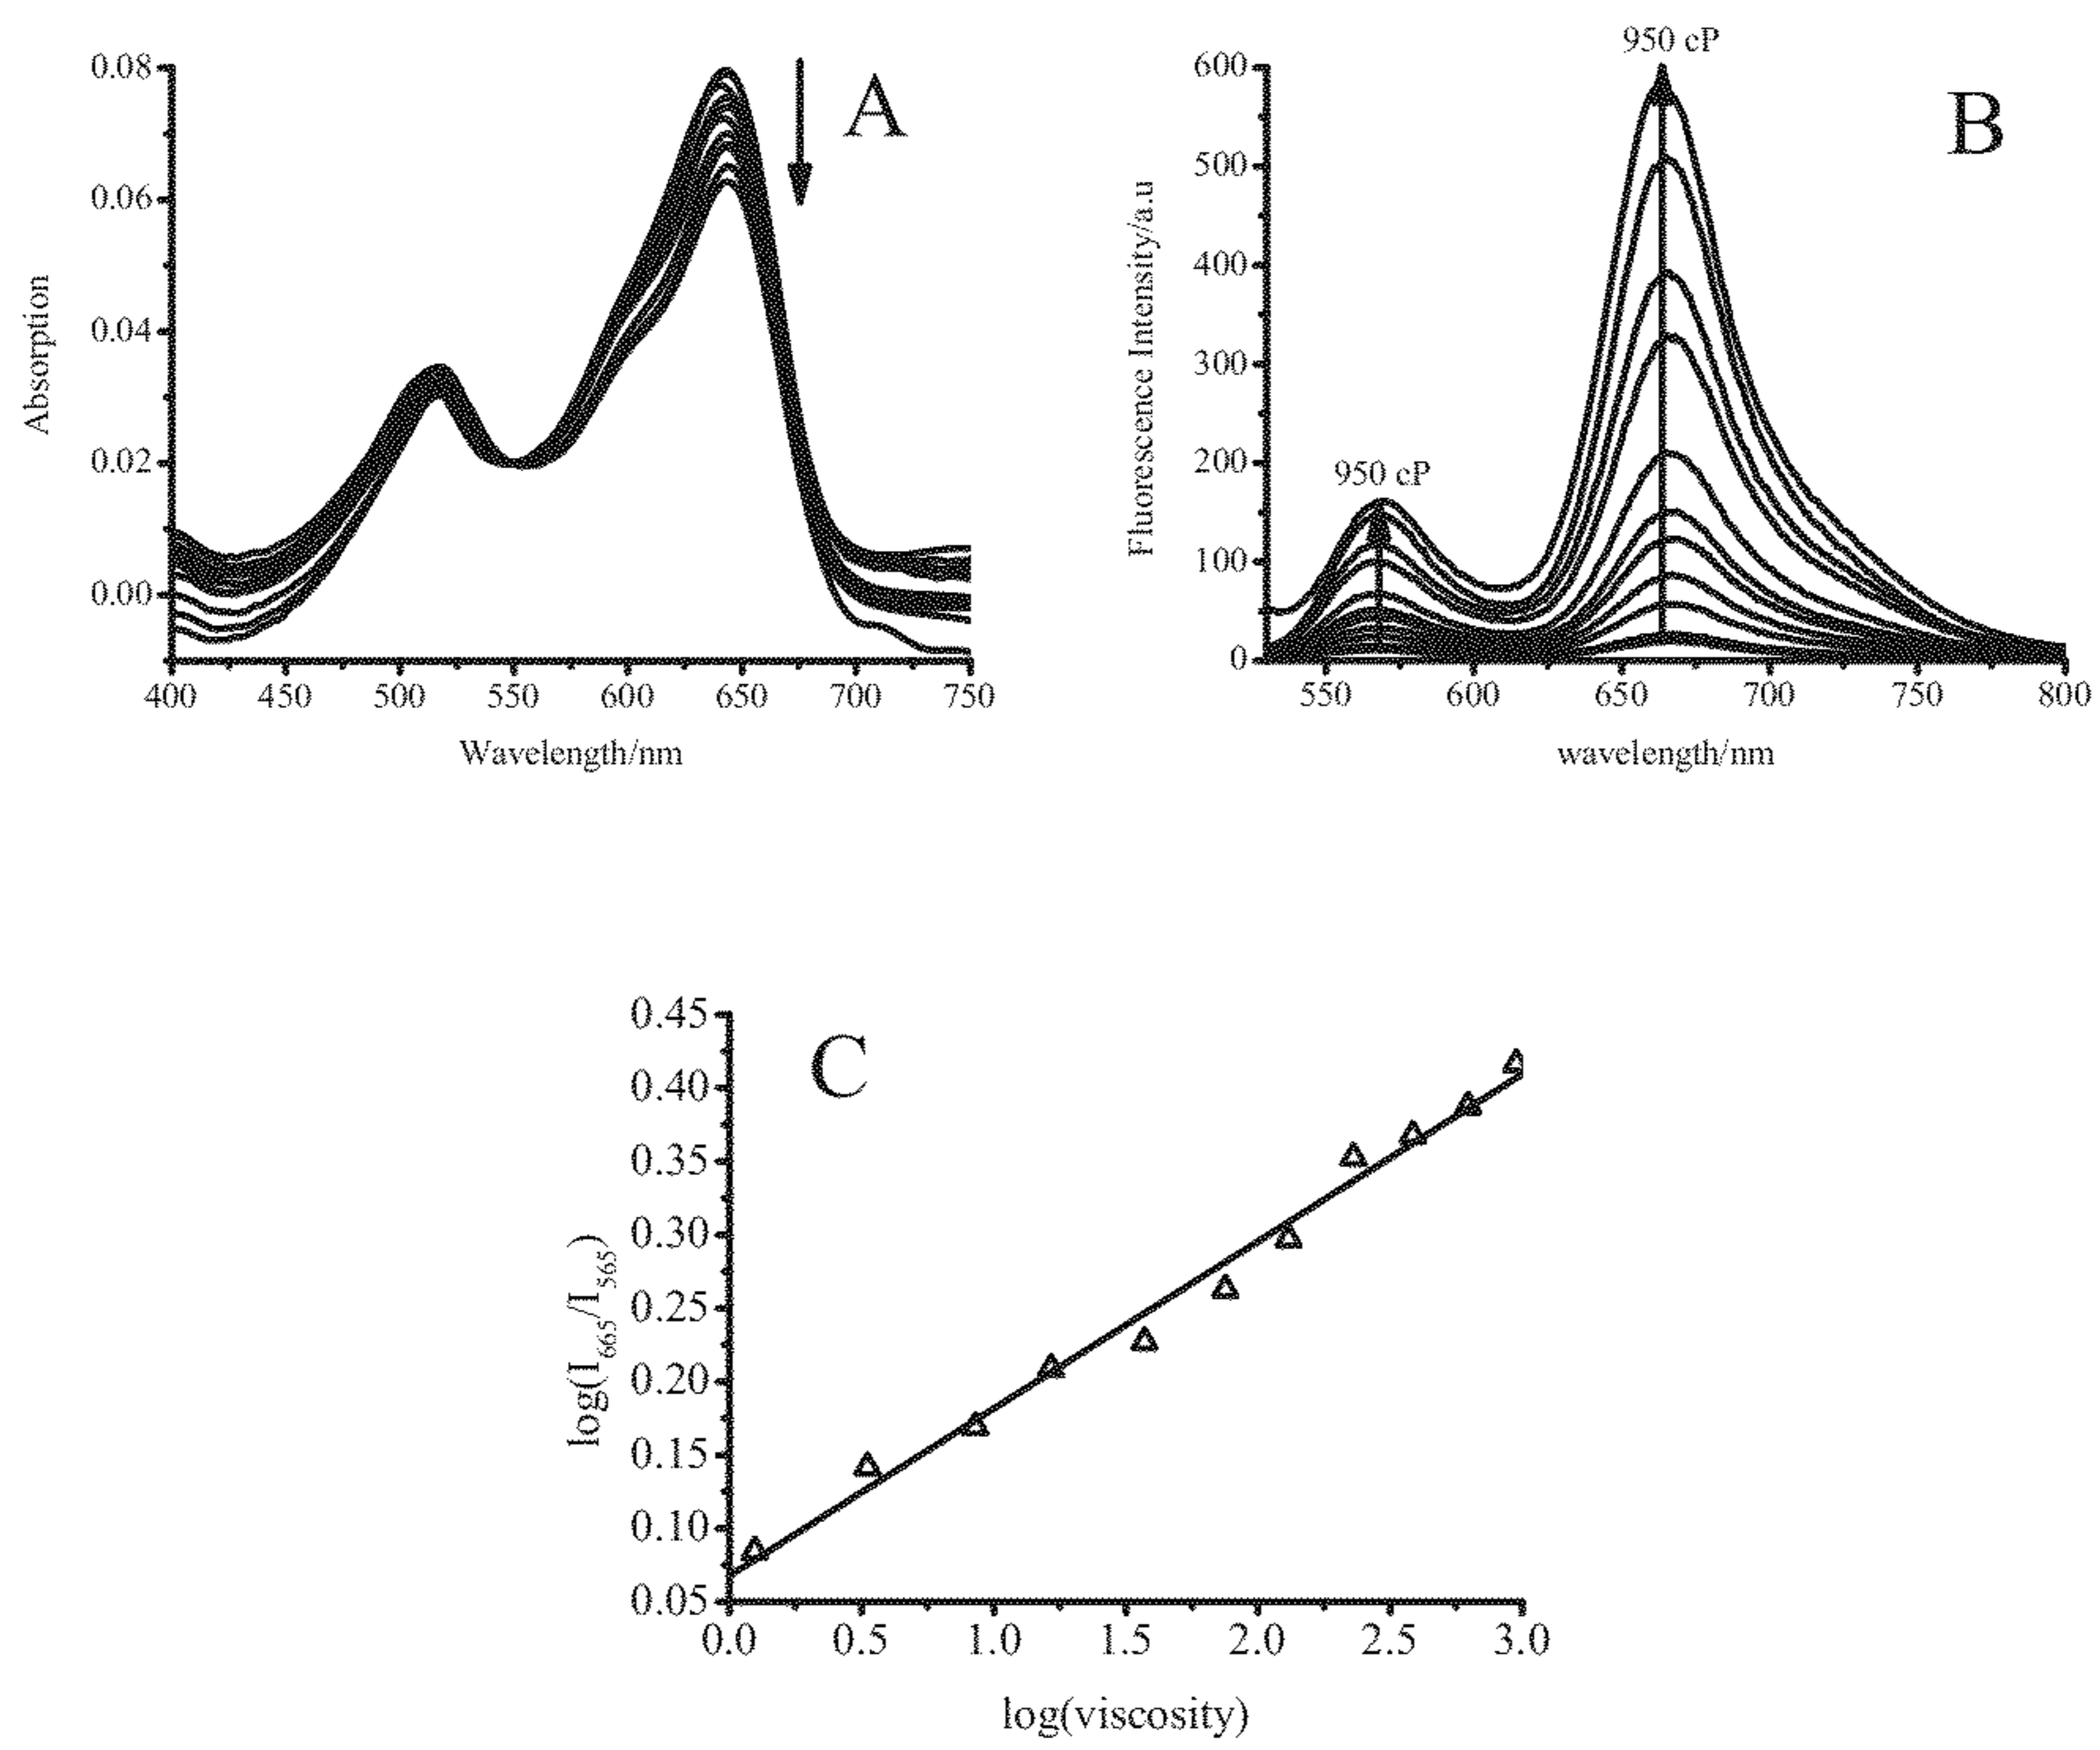 A
Absorption
0.08
0.06
0.04
0.02
0.00
400 450 500 550 600 650 700 750
Wavelength/nm
B
950 cP
950 cP
Fluorescence Intensity/a.u
600
500
400
300
200
100
0
550 600 650 700 750 800
wavelength/nm
C
log(I665/I565)
0.45
0.40
0.35
0.30
0.25
0.20
0.15
0.10
0.05
0.0 0.5 1.0 1.5 2.0 2.5 3.0
log(viscosity)